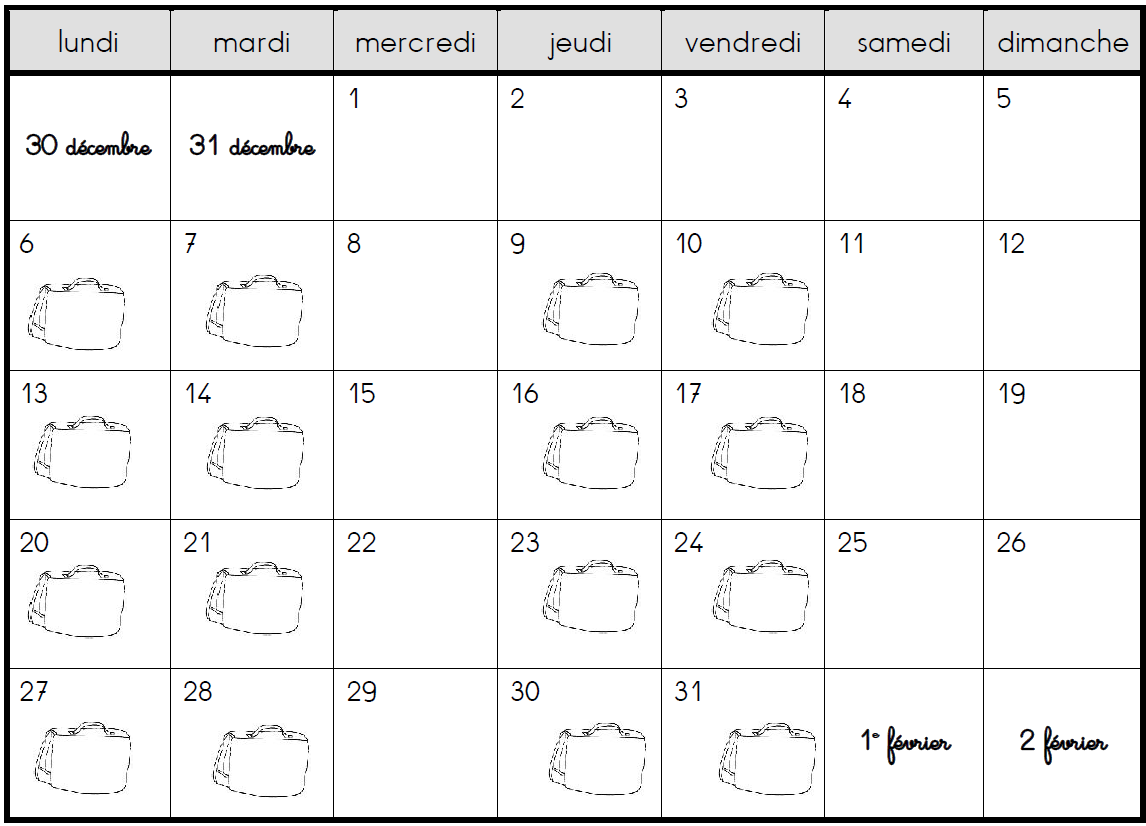 lundi mardi mercredi jeudi vendredi samedi dimanche
30 décembre 31 décembre 1 2 3 4 5
6 7 8 9 10 11 12
13 14 15 16 17 18 19
20 21 22 23 24 25 26
27 28 29 30 31 1e février 2 février